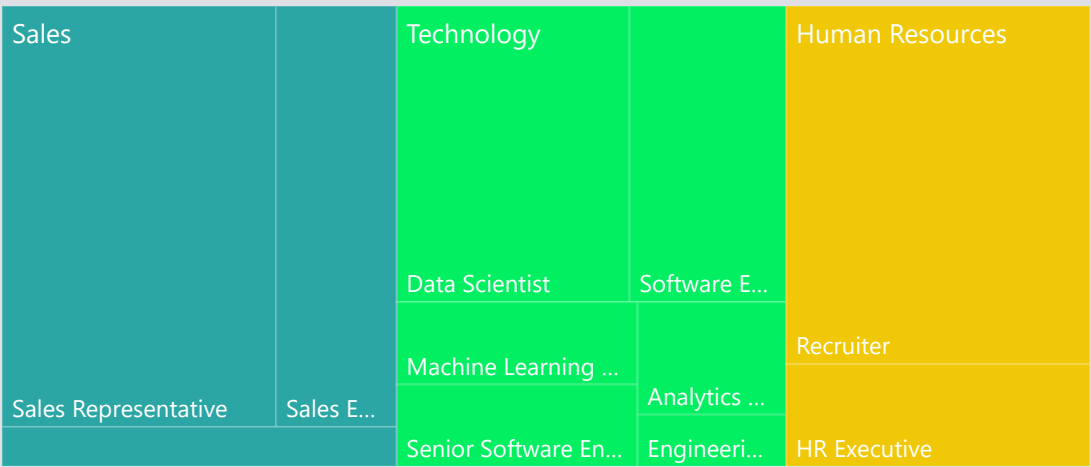 Sales
Sales Representative
Sales E...
Technology
Data Scientist
Software E...
Machine Learning ...
Senior Software En...
Analytics ...
Engineeri...
Human Resources
Recruiter
HR Executive